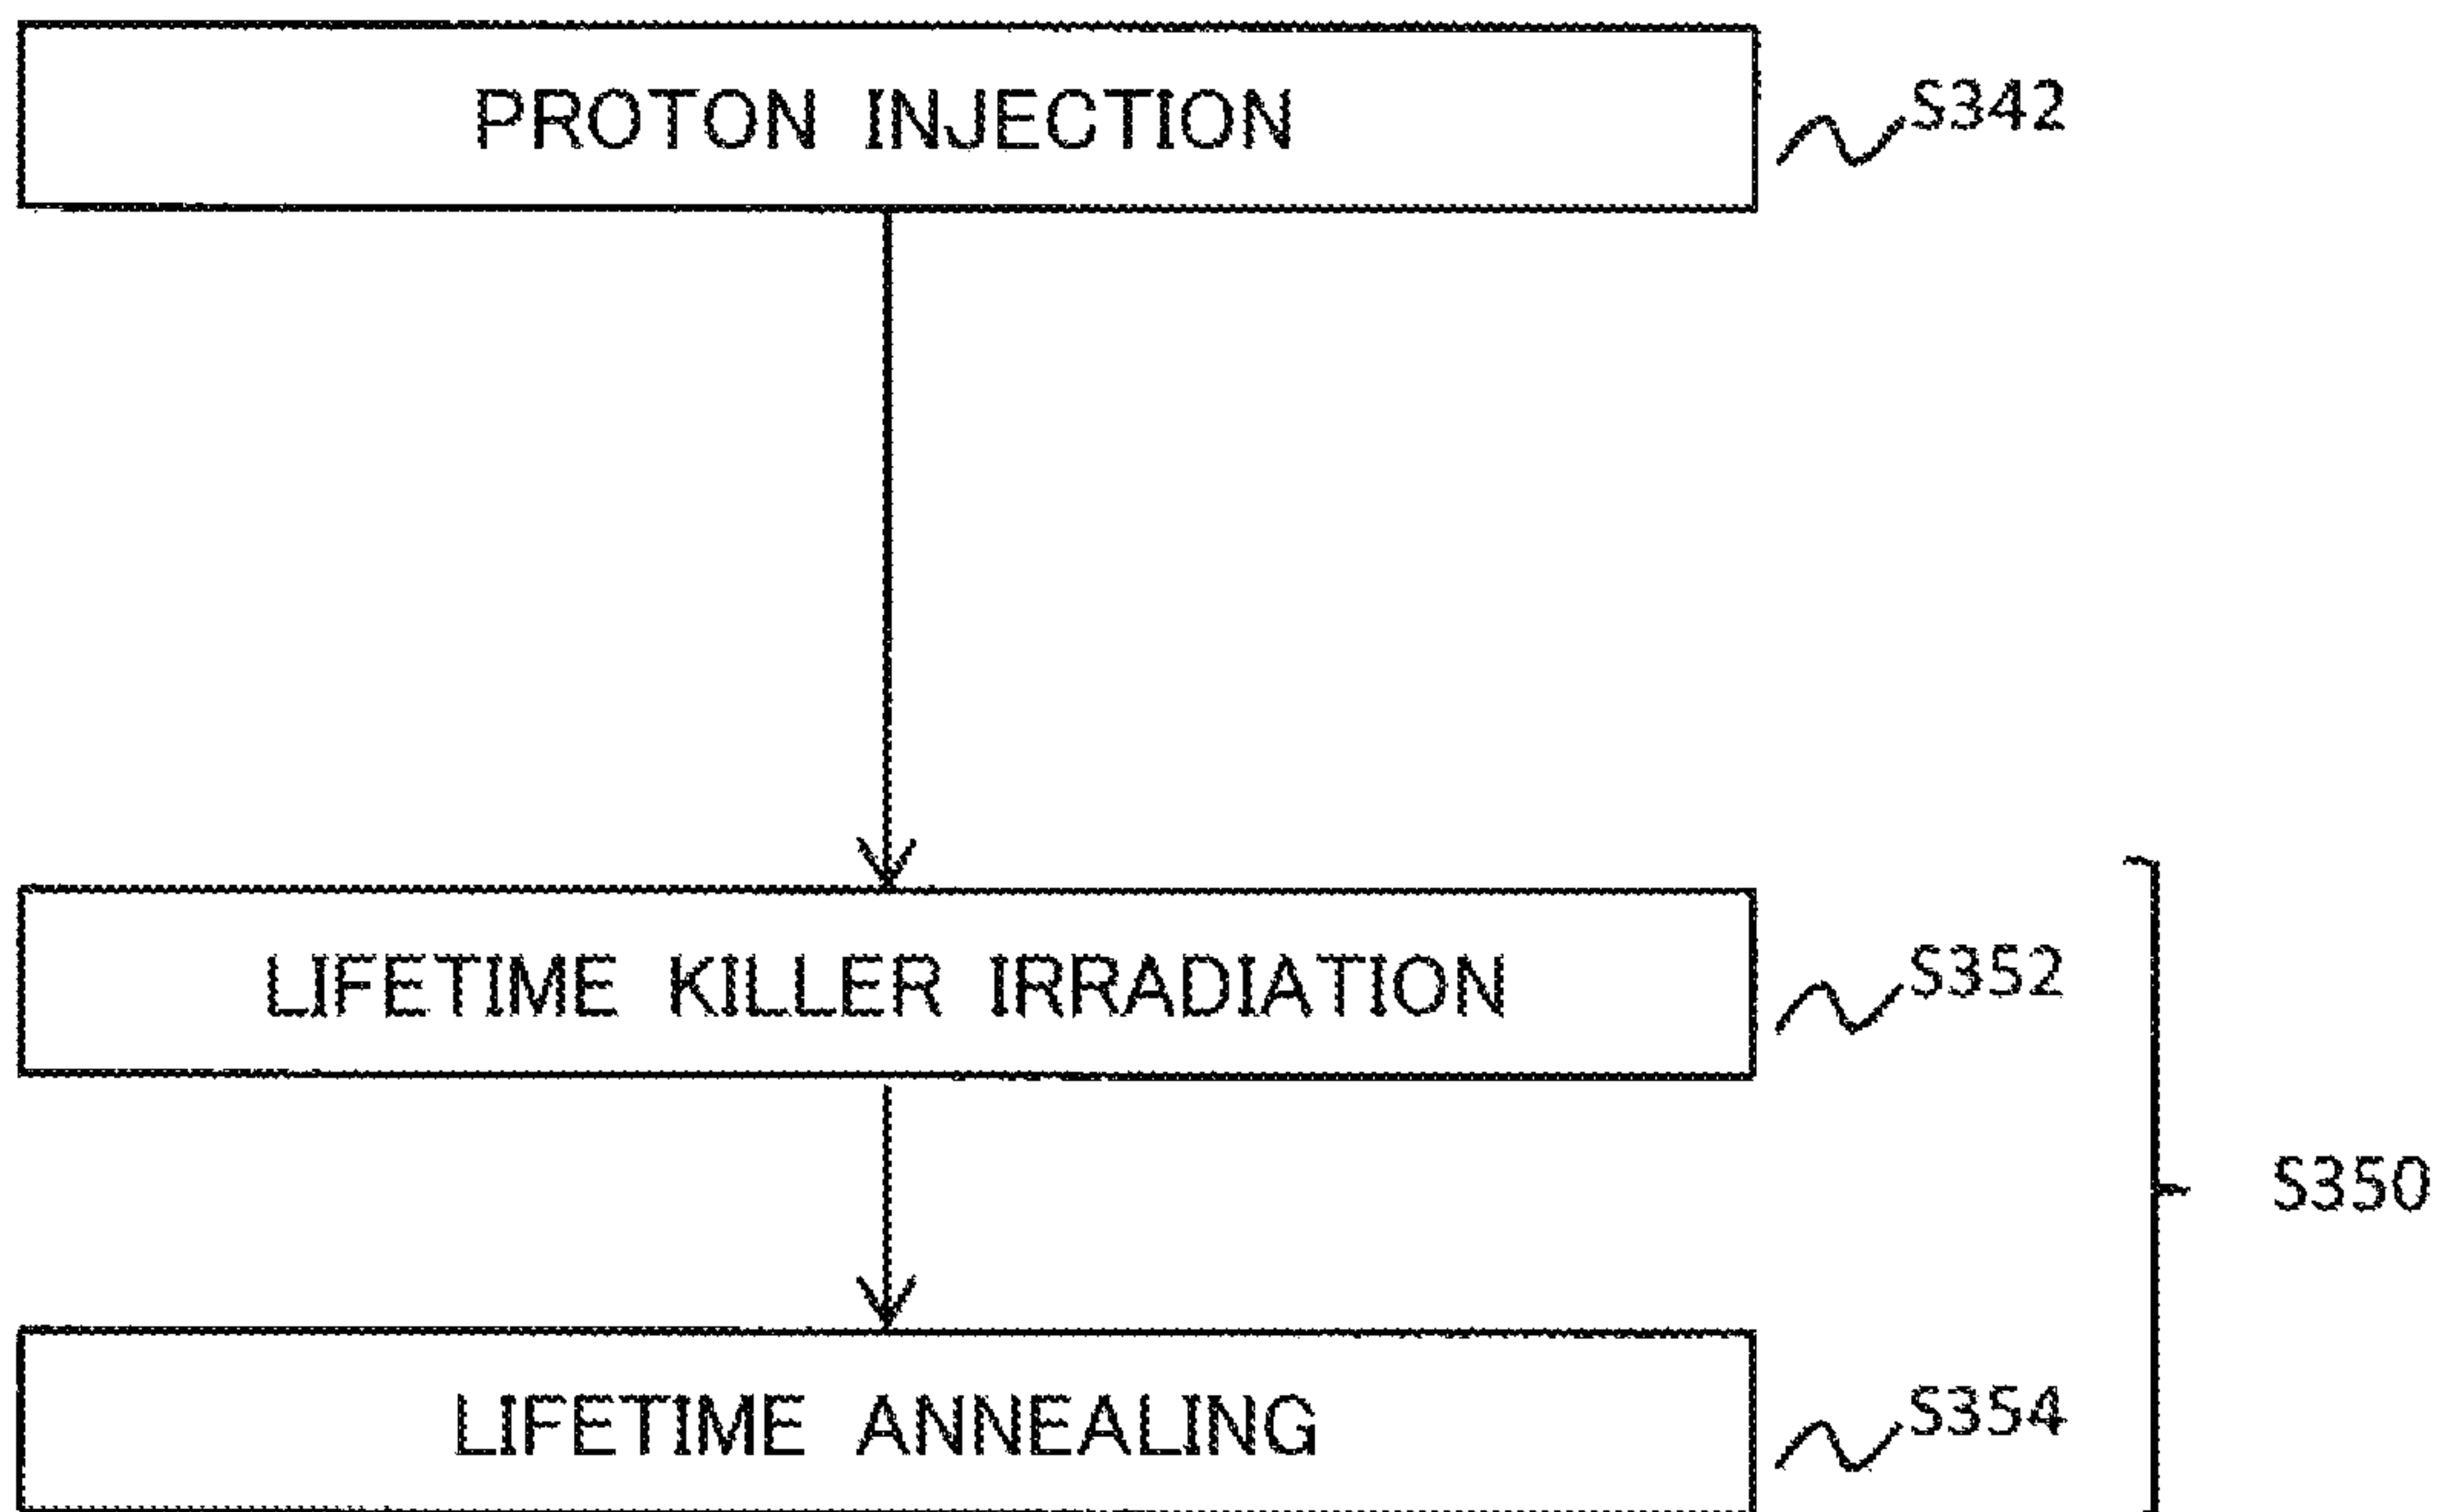 PROTON INJECTION
S342
LIFETIME KILLER IRRADIATION
S352
S350
LIFETIME ANNEALING
S354